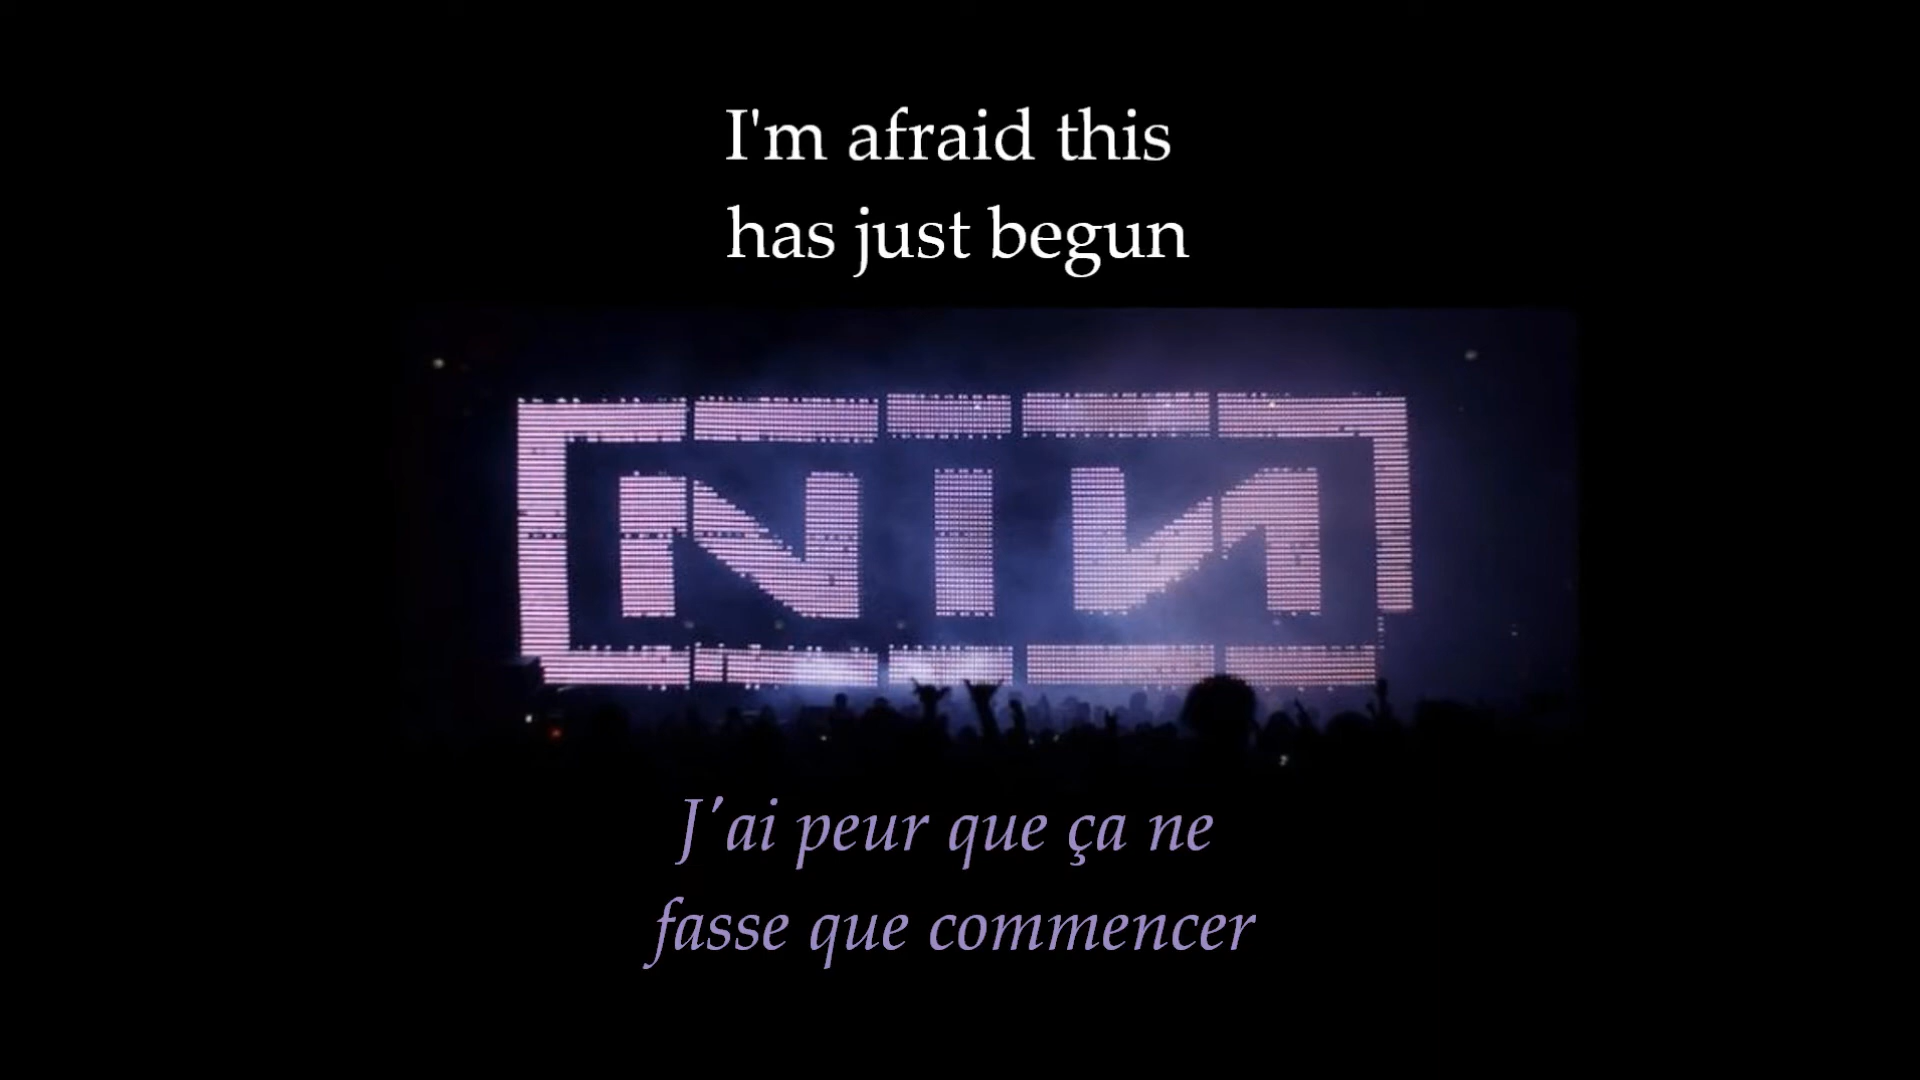 I'm afraid this
has just begun
NIN
J'ai peur que ça ne
fasse que commencer